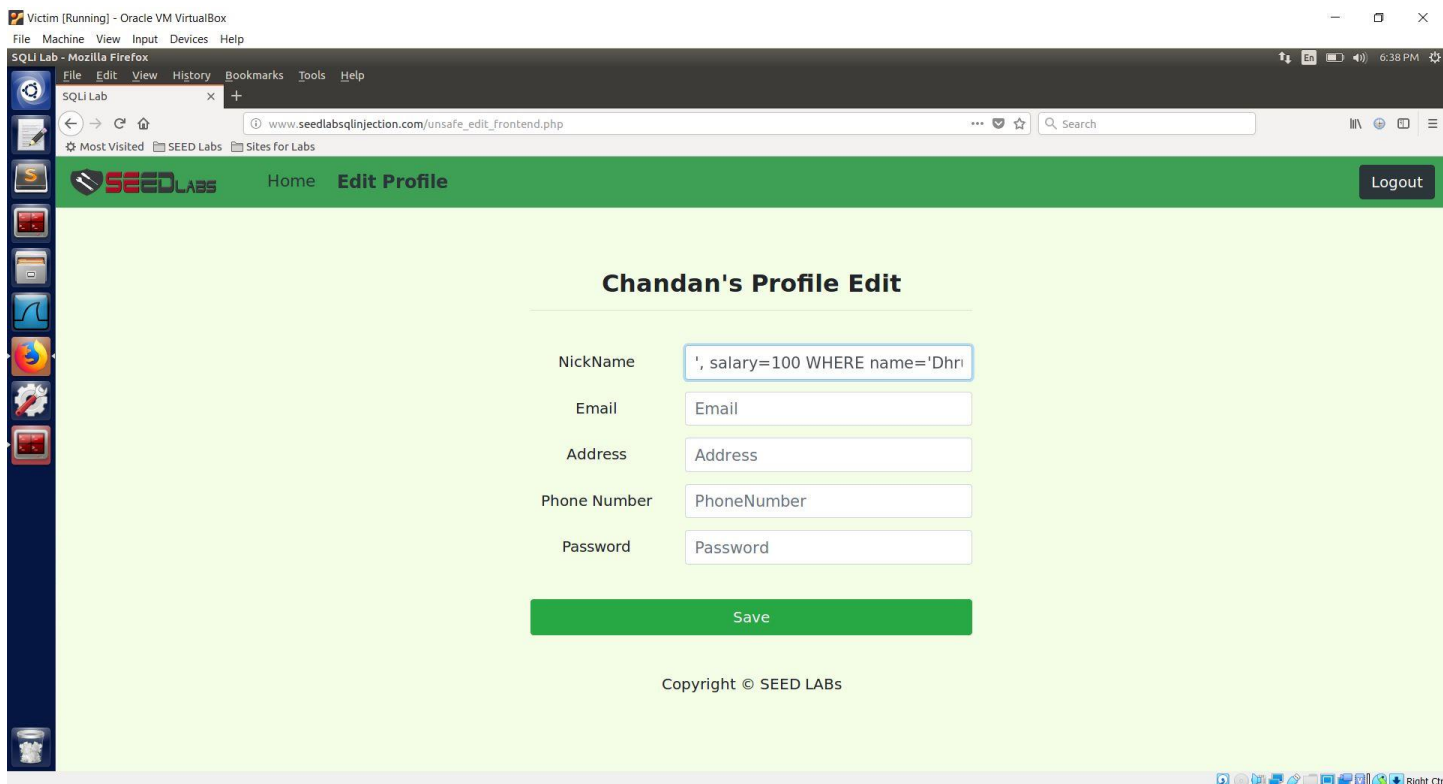 Victim [Running] - Oracle VM VirtualBox
File Machine View Input Devices Help
SQLi Lab - Mozilla Firefox
En 6:38 PM
File Edit View History Bookmarks Tools Help
SQLi Lab
www.seedlabsqlinjection.com/unsafe_edit_frontend.php
Search
Most Visited SEED Labs Sites for Labs
SEEDLABS Home Edit Profile Logout
Chandan's Profile Edit
NickName ', salary=100 WHERE name='Dhr
Email Email
Address Address
Phone Number PhoneNumber
Password Password
Save
Copyright © SEED LABs
Right Ctrl